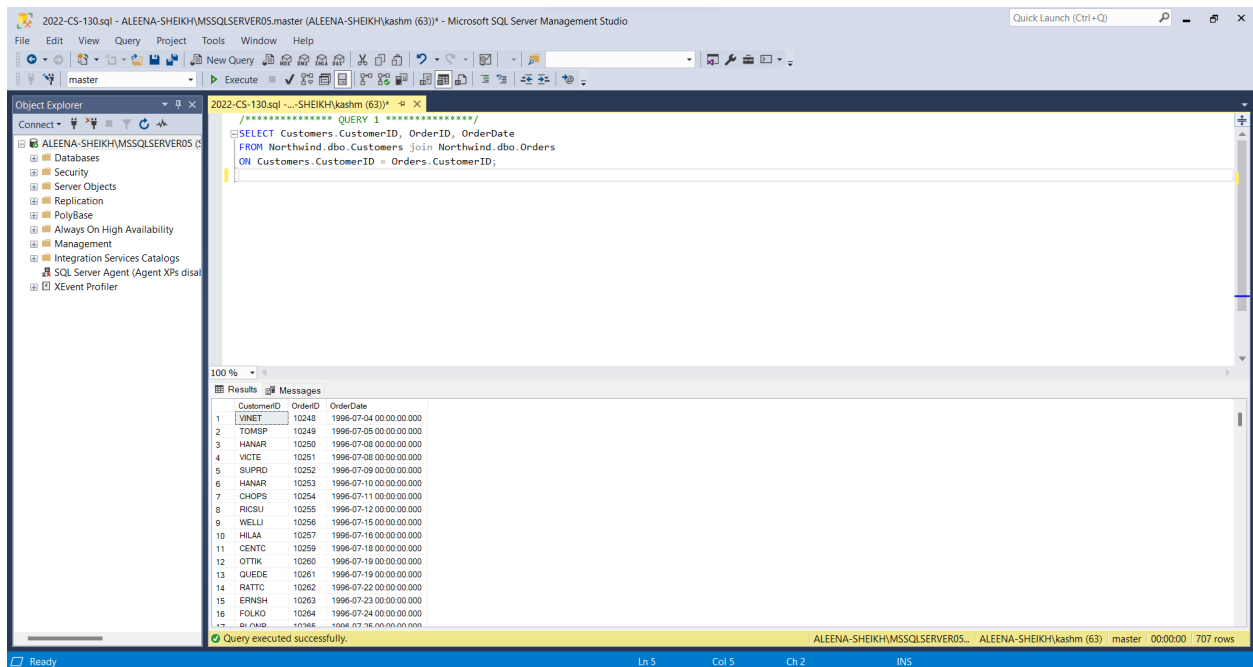 2022-CS-130.sql - ALEENA-SHEIKH\MSSQLSERVER05.master (ALEENA-SHEIKH\kashm (63))* - Microsoft SQL Server Management Studio
Quick Launch (Ctrl+Q)
File Edit View Query Project Tools Window Help
New Query MDX DMX XMLA DAX
master Execute
Object Explorer
2022-CS-130.sql -...-SHEIKH\kashm (63))*
Connect
ALEENA-SHEIKH\MSSQLSERVER05 (S
Databases
Security
Server Objects
Replication
PolyBase
Always On High Availability
Management
Integration Services Catalogs
SQL Server Agent (Agent XPs disal
XEvent Profiler
/*************** QUERY 1 ***************/
SELECT Customers.CustomerID, OrderID, OrderDate
FROM Northwind.dbo.Customers join Northwind.dbo.Orders
ON Customers.CustomerID = Orders.CustomerID;
100 %
Results Messages
CustomerID OrderID OrderDate
1 VINET 10248 1996-07-04 00:00:00.000
2 TOMSP 10249 1996-07-05 00:00:00.000
3 HANAR 10250 1996-07-08 00:00:00.000
4 VICTE 10251 1996-07-08 00:00:00.000
5 SUPRD 10252 1996-07-09 00:00:00.000
6 HANAR 10253 1996-07-10 00:00:00.000
7 CHOPS 10254 1996-07-11 00:00:00.000
8 RICSU 10255 1996-07-12 00:00:00.000
9 WELLI 10256 1996-07-15 00:00:00.000
10 HILAA 10257 1996-07-16 00:00:00.000
11 CENTC 10259 1996-07-18 00:00:00.000
12 OTTIK 10260 1996-07-19 00:00:00.000
13 QUEDE 10261 1996-07-19 00:00:00.000
14 RATTC 10262 1996-07-22 00:00:00.000
15 ERNSH 10263 1996-07-23 00:00:00.000
16 FOLKO 10264 1996-07-24 00:00:00.000
17 BLONP 10265 1996-07-25 00:00:00.000
Query executed successfully.
ALEENA-SHEIKH\MSSQLSERVER05... ALEENA-SHEIKH\kashm (63) master 00:00:00 707 rows
Ready Ln 5 Col 5 Ch 2 INS